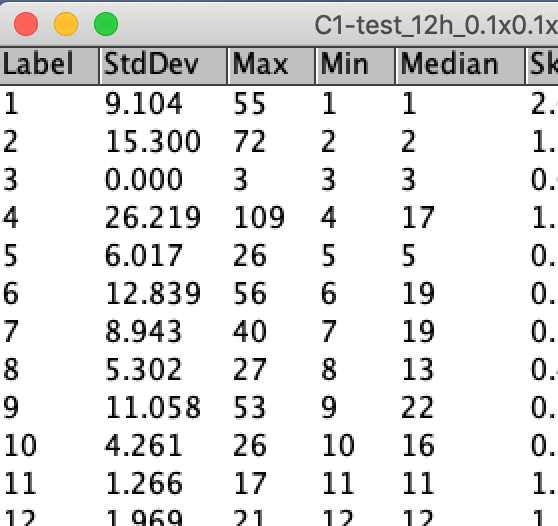 C1-test_12h_0.1x0.1x
Label StdDev Max Min Median Sk
1 9.104 55 1 1 2.
2 15.300 72 2 2 1.
3 0.000 3 3 3 0.
4 26.219 109 4 17 1.
5 6.017 26 5 5 0.
6 12.839 56 6 19 0.
7 8.943 40 7 19 0.
8 5.302 27 8 13 0.
9 11.058 53 9 22 0.
10 4.261 26 10 16 0.
11 1.266 17 11 11 1.
12 1.969 21 12 12 1.